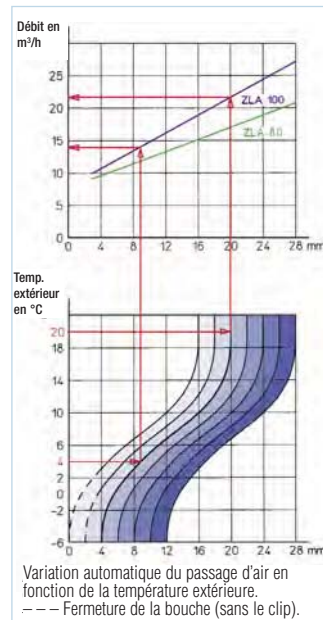 Débit en
m³/h
25
20
15
10
5
0
ZLA 100
ZLA 80
0 4 8 12 16 20 24 28 mm
Temp.
extérieur
en °C
20
18
14
10
6
4
2
0
-2
-6
0 4 8 12 16 20 24 28 mm
Variation automatique du passage d'air en
fonction de la température extérieure.
– – – Fermeture de la bouche (sans le clip).